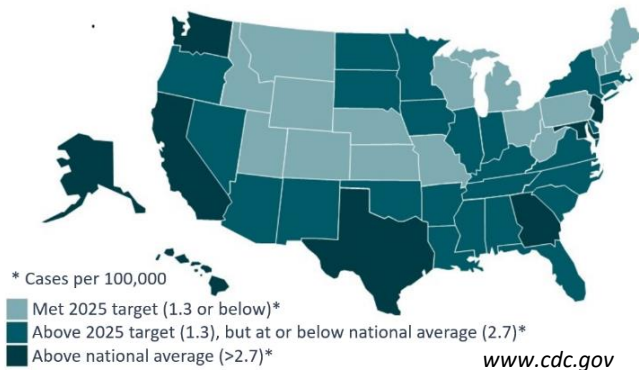 * Cases per 100,000
Met 2025 target (1.3 or below)*
Above 2025 target (1.3), but at or below national average (2.7)*
Above national average (>2.7)*
www.cdc.gov